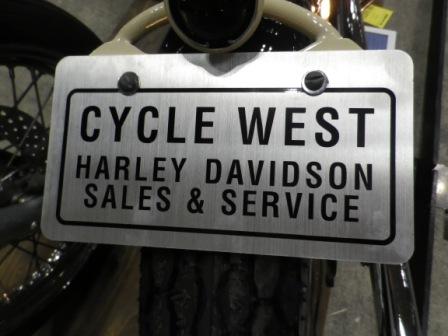 CYCLE WEST
HARLEY DAVIDSON
SALES & SERVICE